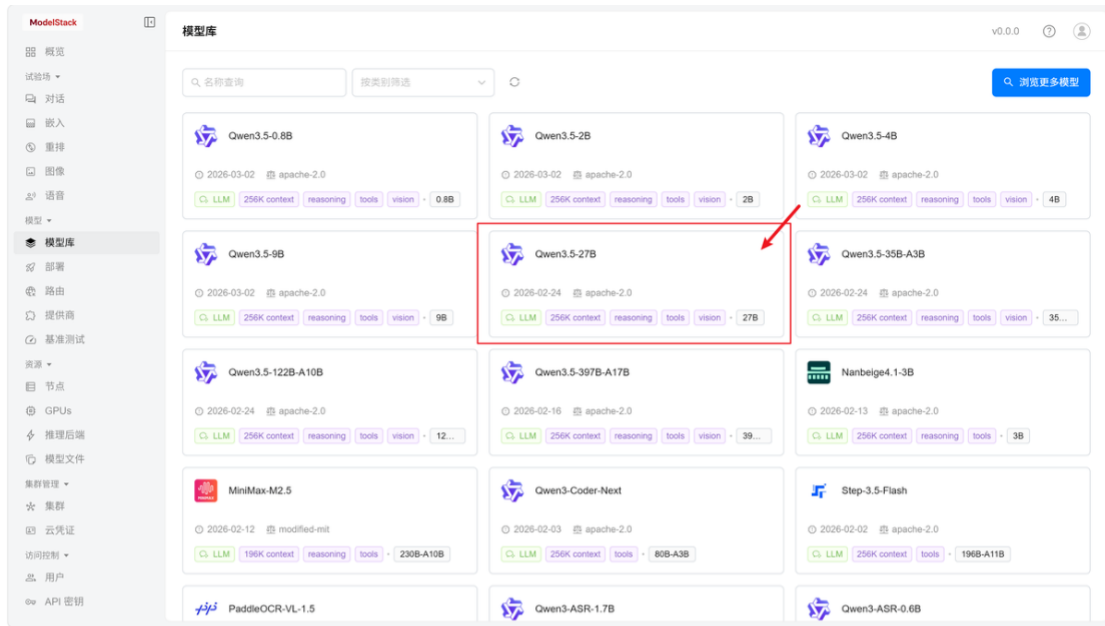 ModelStack
概览
试验场
对话
嵌入
重排
图像
语音
模型
模型库
部署
路由
提供商
基准测试
资源
节点
GPUs
推理后端
模型文件
集群管理
集群
云凭证
访问控制
用户
API 密钥
模型库
v0.0.0
名称查询
按类别筛选
浏览更多模型
Qwen3.5-0.8B
2026-03-02 apache-2.0
LLM 256K context reasoning tools vision · 0.8B
Qwen3.5-2B
2026-03-02 apache-2.0
LLM 256K context reasoning tools vision · 2B
Qwen3.5-4B
2026-03-02 apache-2.0
LLM 256K context reasoning tools vision · 4B
Qwen3.5-9B
2026-03-02 apache-2.0
LLM 256K context reasoning tools vision · 9B
Qwen3.5-27B
2026-02-24 apache-2.0
LLM 256K context reasoning tools vision · 27B
Qwen3.5-35B-A3B
2026-02-24 apache-2.0
LLM 256K context reasoning tools vision · 35...
Qwen3.5-122B-A10B
2026-02-24 apache-2.0
LLM 256K context reasoning tools vision · 12...
Qwen3.5-397B-A17B
2026-02-16 apache-2.0
LLM 256K context reasoning tools vision · 39...
Nanbeige4.1-3B
2026-02-13 apache-2.0
LLM 256K context reasoning tools · 3B
MiniMax-M2.5
2026-02-12 modified-mit
LLM 196K context reasoning tools · 230B-A10B
Qwen3-Coder-Next
2026-02-03 apache-2.0
LLM 256K context tools · 80B-A3B
Step-3.5-Flash
2026-02-02 apache-2.0
LLM 256K context tools · 196B-A11B
PaddleOCR-VL-1.5
Qwen3-ASR-1.7B
Qwen3-ASR-0.6B